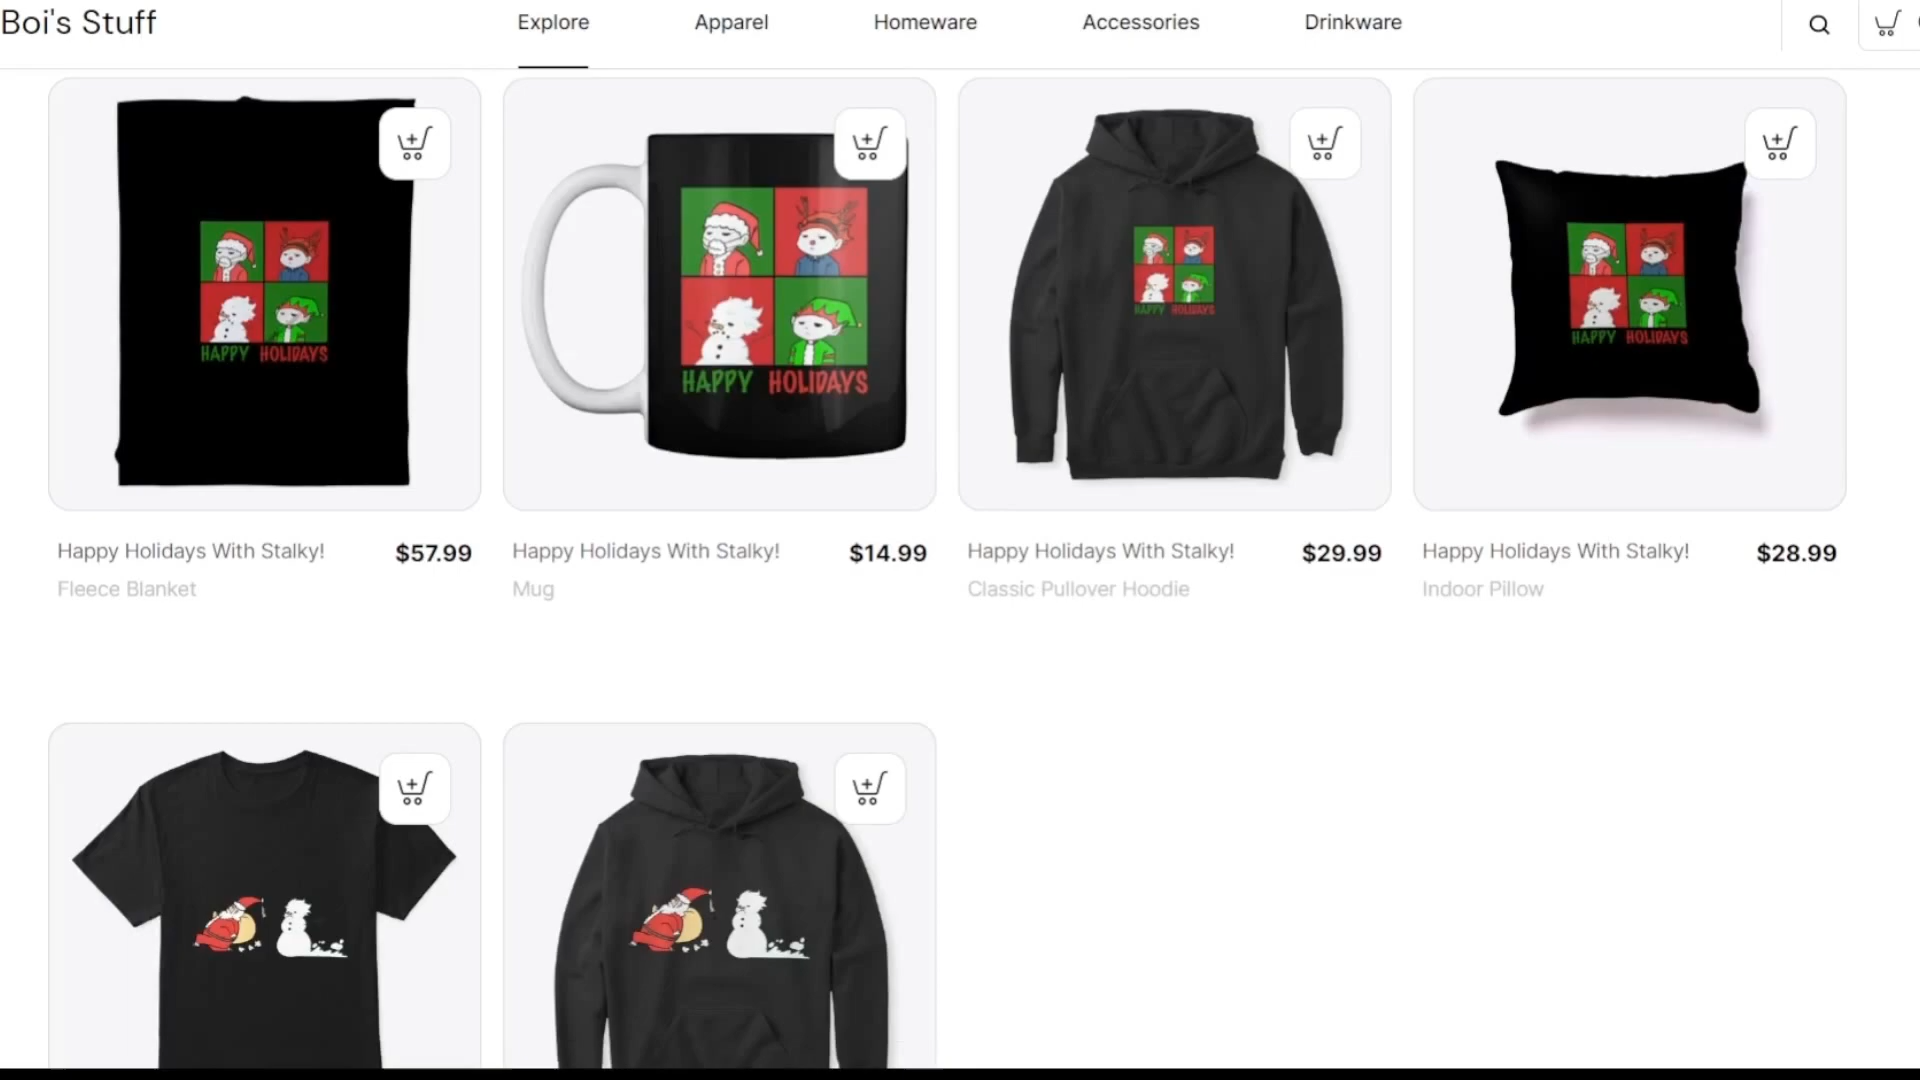 Boi's Stuff
Explore Apparel Homeware Accessories Drinkware
HAPPY HOLIDAYS
HAPPY HOLIDAYS
HAPPY HOLIDAYS
HAPPY HOLIDAYS
Happy Holidays With Stalky! $57.99
Fleece Blanket
Happy Holidays With Stalky! $14.99
Mug
Happy Holidays With Stalky! $29.99
Classic Pullover Hoodie
Happy Holidays With Stalky! $28.99
Indoor Pillow